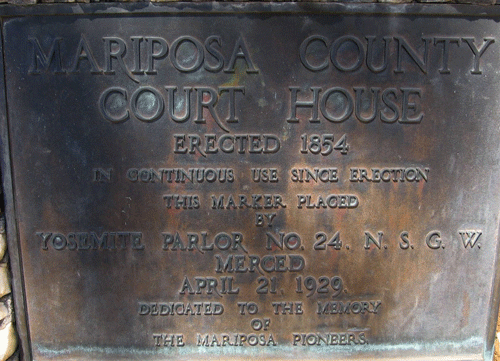 MARIPOSA COUNTY
COURT HOUSE
ERECTED 1854
IN CONTINUOUS USE SINCE ERECTION
THIS MARKER PLACED
BY
YOSEMITE PARLOR NO. 24, N. S. G. W.
MERCED
APRIL 21, 1929.
DEDICATED TO THE MEMORY
OF
THE MARIPOSA PIONEERS.